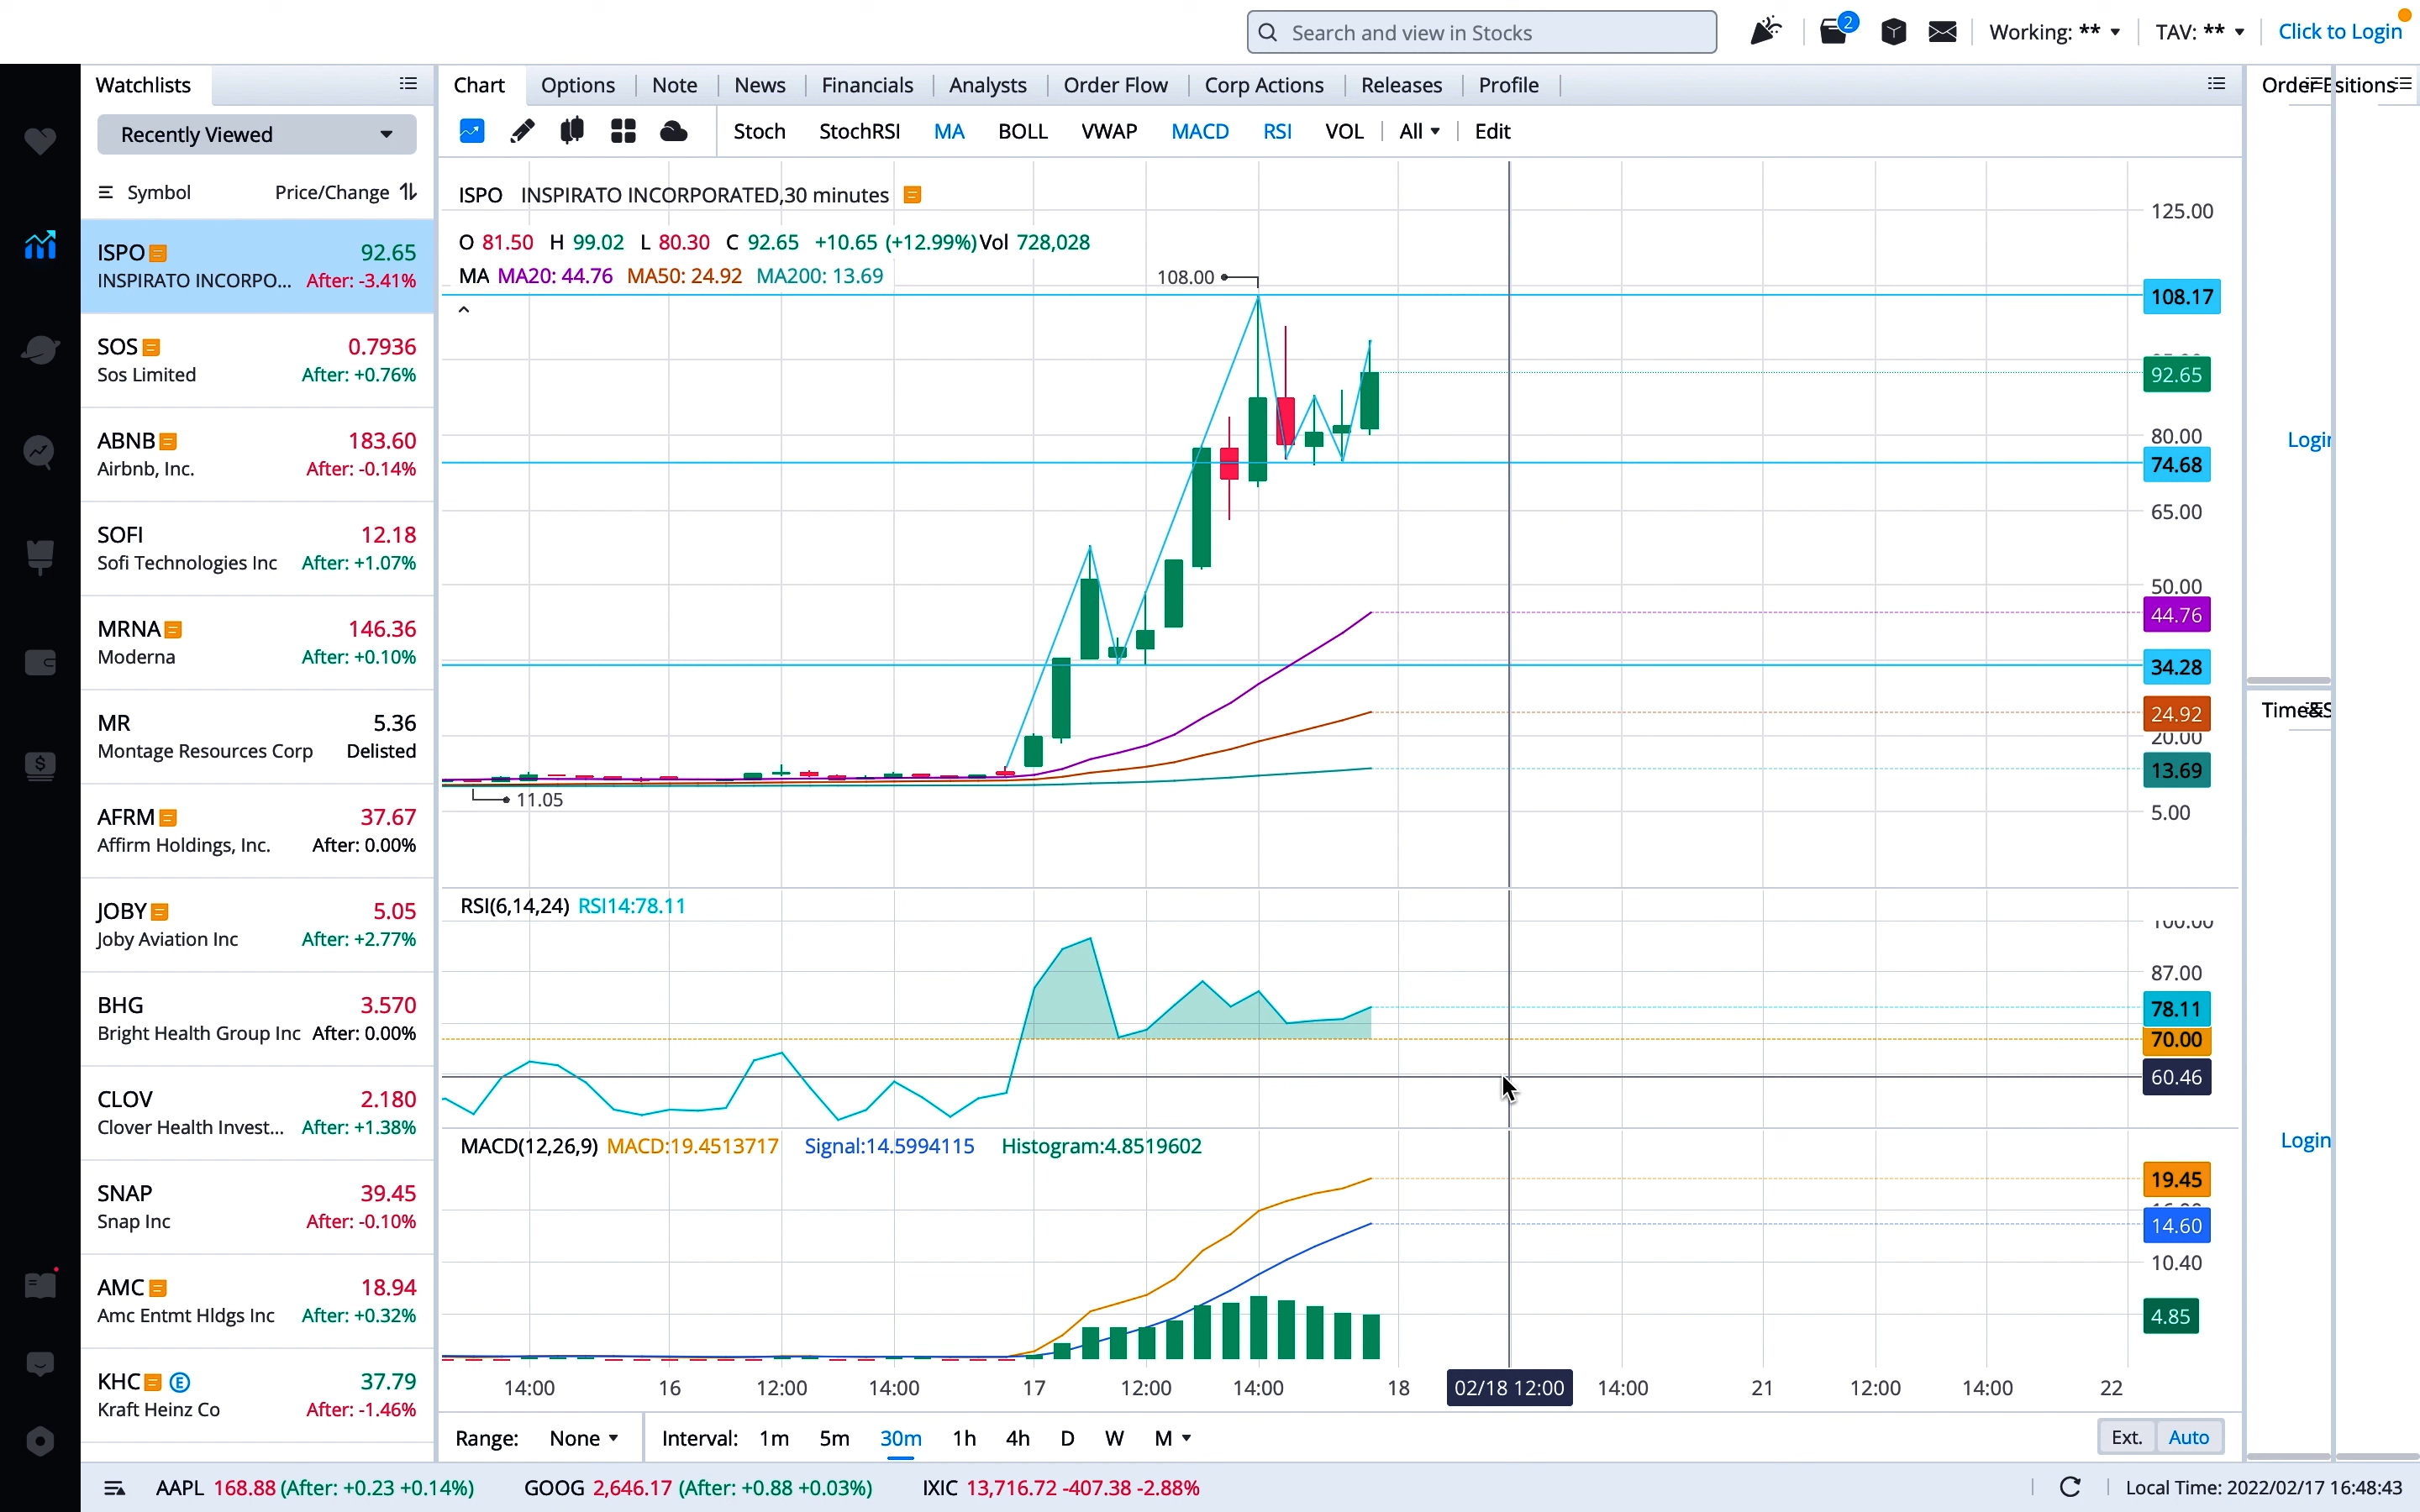 Search and view in Stocks
2
Working: **
TAV: **
Click to Login
Watchlists
Chart
Options
Note
News
Financials
Analysts
Order Flow
Corp Actions
Releases
Profile
Recently Viewed
Stoch
StochRSI
MA
BOLL
VWAP
MACD
RSI
VOL
All
Edit
Symbol
Price/Change
ISPO INSPIRATO INCORPORATED,30 minutes
O 81.50 H 99.02 L 80.30 C 92.65 +10.65 (+12.99%) Vol 728,028
MA MA20: 44.76 MA50: 24.92 MA200: 13.69
108.00
11.05
125.00
108.17
92.65
80.00
74.68
65.00
50.00
44.76
34.28
24.92
20.00
13.69
5.00
ISPO 92.65
INSPIRATO INCORPO... After: -3.41%
SOS 0.7936
Sos Limited After: +0.76%
ABNB 183.60
Airbnb, Inc. After: -0.14%
SOFI 12.18
Sofi Technologies Inc After: +1.07%
MRNA 146.36
Moderna After: +0.10%
MR 5.36
Montage Resources Corp Delisted
AFRM 37.67
Affirm Holdings, Inc. After: 0.00%
JOBY 5.05
Joby Aviation Inc After: +2.77%
BHG 3.570
Bright Health Group Inc After: 0.00%
CLOV 2.180
Clover Health Invest... After: +1.38%
SNAP 39.45
Snap Inc After: -0.10%
AMC 18.94
Amc Entmt Hldgs Inc After: +0.32%
KHC E 37.79
Kraft Heinz Co After: -1.46%
RSI(6,14,24) RSI14:78.11
100.00
87.00
78.11
70.00
60.46
MACD(12,26,9) MACD:19.4513717 Signal:14.5994115 Histogram:4.8519602
19.45
14.60
10.40
4.85
14:00
16
12:00
14:00
17
12:00
14:00
18
02/18 12:00
14:00
21
12:00
14:00
22
Range: None Interval: 1m 5m 30m 1h 4h D W M
Ext. Auto
Login
AAPL 168.88 (After: +0.23 +0.14%)
GOOG 2,646.17 (After: +0.88 +0.03%)
IXIC 13,716.72 -407.38 -2.88%
Local Time: 2022/02/17 16:48:43